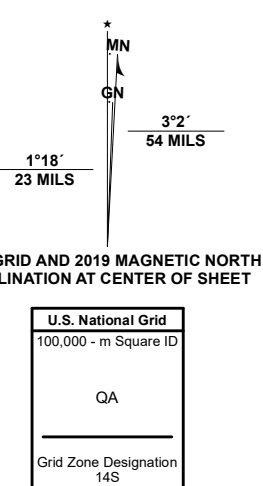 ★
MN
GN
3°2´
54 MILS
1°18´
23 MILS
GRID AND 2019 MAGNETIC NORTH
LINATION AT CENTER OF SHEET
U.S. National Grid
100,000 - m Square ID
QA
Grid Zone Designation
14S